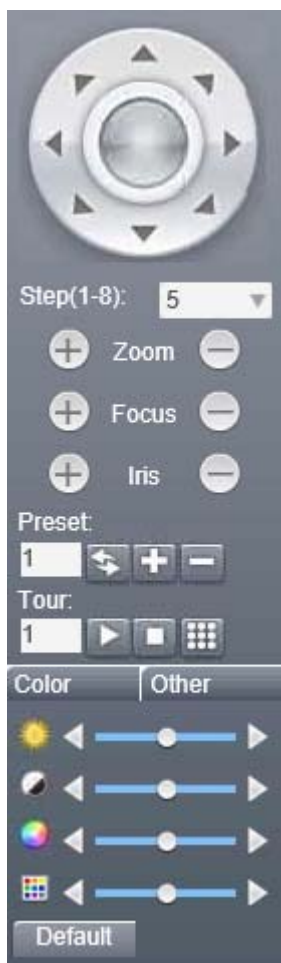 Step(1-8): 5
Zoom
Focus
Iris
Preset:
1
Tour:
1
Color Other
Default